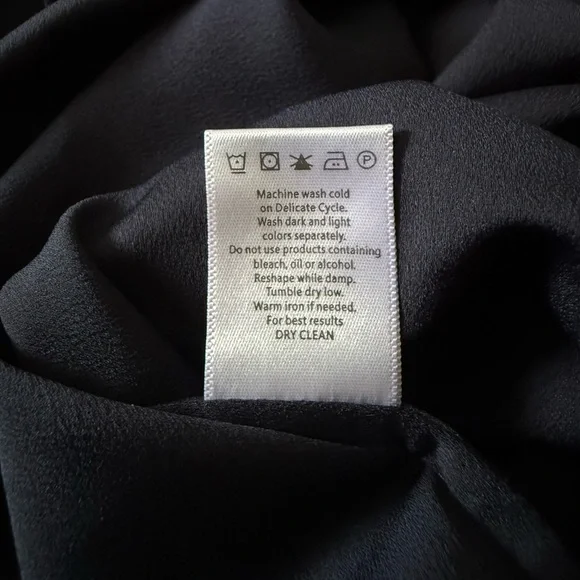 P
Machine wash cold
on Delicate Cycle.
Wash dark and light
colors separately.
Do not use products containing
bleach, oil or alcohol.
Reshape while damp.
Tumble dry low.
Warm iron if needed.
For best results
DRY CLEAN